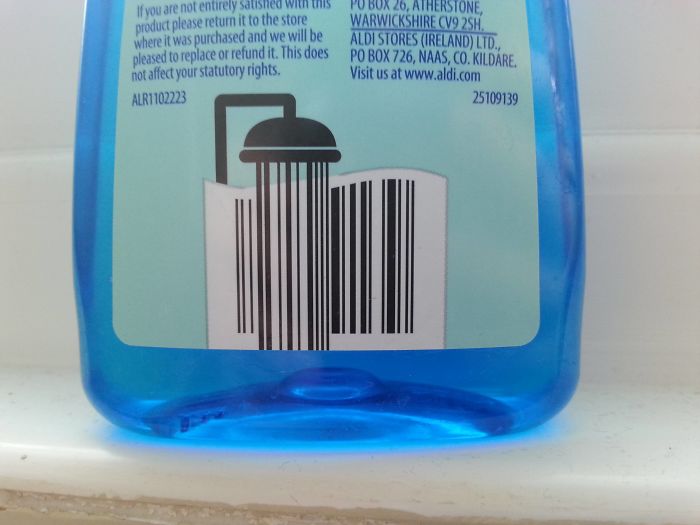 If you are not entirely satisfied with this
product please return it to the store
where it was purchased and we will be
pleased to replace or refund it. This does
not affect your statutory rights.
ALR1102223
PO BOX 26, ATHERSTONE,
WARWICKSHIRE CV9 2SH.
ALDI STORES (IRELAND) LTD.,
PO BOX 726, NAAS, CO. KILDARE.
Visit us at www.aldi.com
25109139